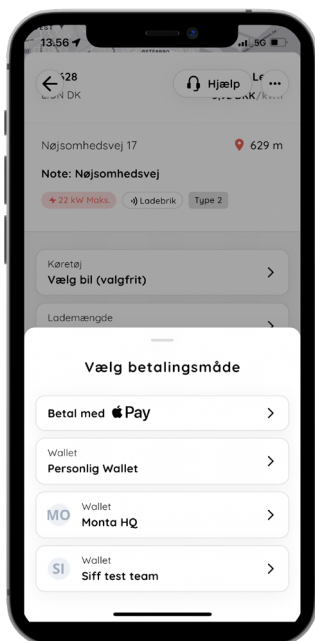 13.56
5G
ØSTERBRO
628
Hjælp
DK
DKK/kWh
Nøjsomhedsvej 17
629 m
Note: Nøjsomhedsvej
22 kW Maks.
Ladebrik
Type 2
Køretøj
Vælg bil (valgfrit)
Lademængde
Vælg betalingsmåde
Betal med Pay
Wallet
Personlig Wallet
MO
Wallet
Monta HQ
SI
Wallet
Siff test team